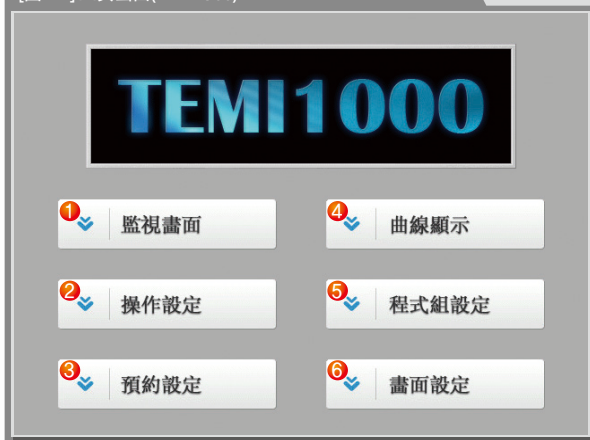 TEMI1000
1 監視畫面
4 曲線顯示
2 操作設定
5 程式組設定
3 預約設定
6 畫面設定